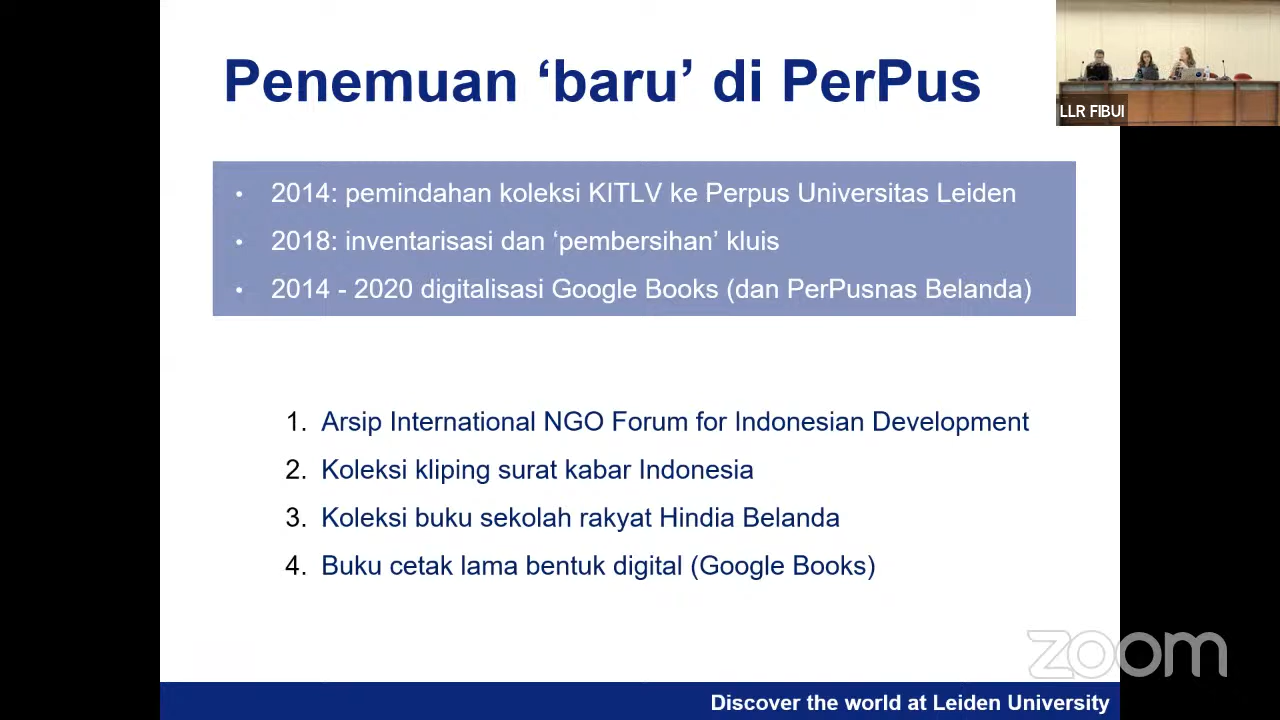 Penemuan ‘baru’ di PerPus
LLR FIBUI
• 2014: pemindahan koleksi KITLV ke Perpus Universitas Leiden
• 2018: inventarisasi dan ‘pembersihan’ kluis
• 2014 - 2020 digitalisasi Google Books (dan PerPusnas Belanda)
1. Arsip International NGO Forum for Indonesian Development
2. Koleksi kliping surat kabar Indonesia
3. Koleksi buku sekolah rakyat Hindia Belanda
4. Buku cetak lama bentuk digital (Google Books)
zoom
Discover the world at Leiden University